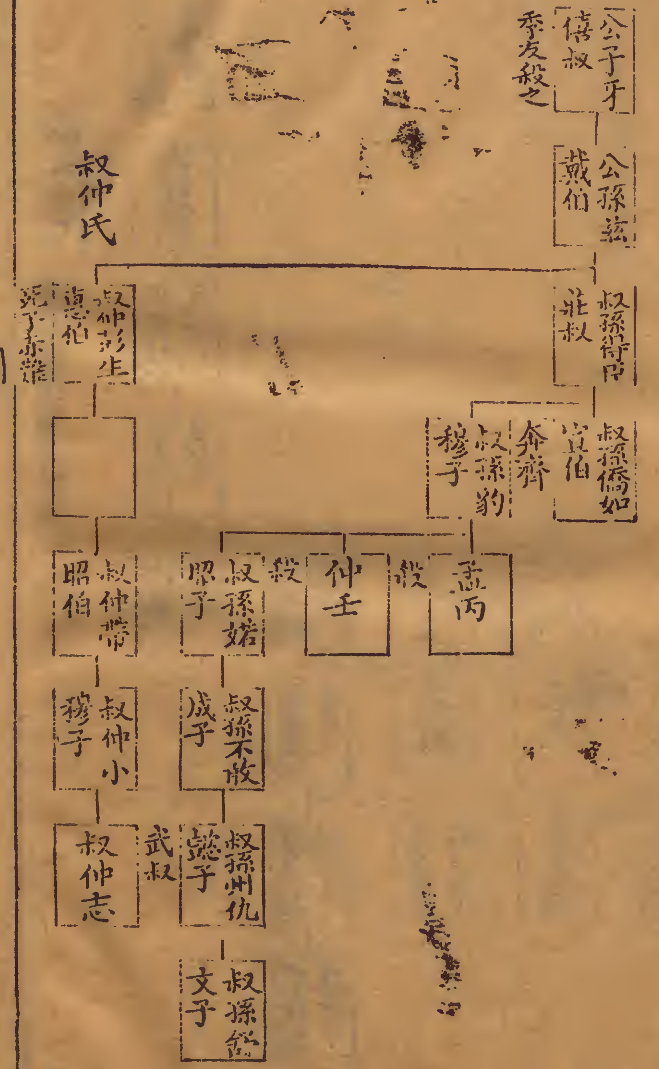 公子牙
僖叔
季友殺之
公孫茲
戴伯
叔孫得臣
莊叔
叔仲氏
叔仲彭生
惠伯
死子赤難
叔孫僑如
宣伯
奔齊
叔孫豹
穆子
孟丙
殺
仲壬
殺
叔孫婼
昭子
叔仲帶
昭伯
叔孫不敢
成子
叔仲小
穆子
叔孫州仇
懿子
武叔
叔仲志
叔孫舒
文子